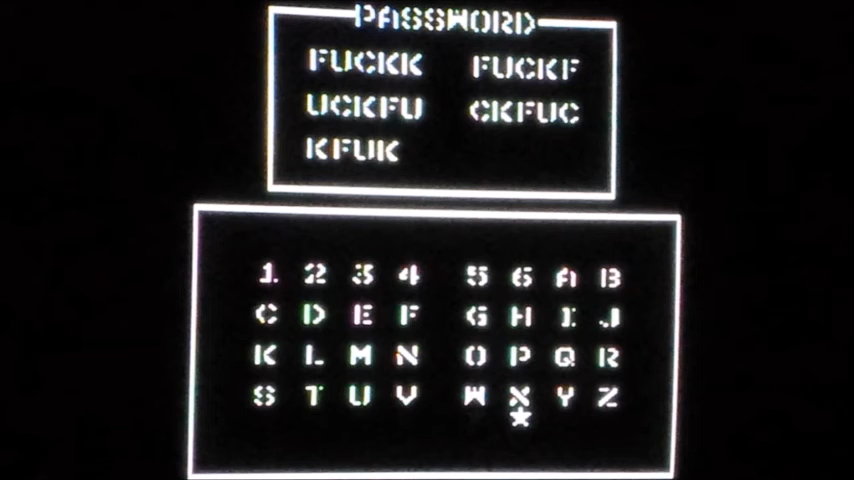 PASSWORD
FUCKK FUCKF
UCKFU CKFUC
KFUK
1 2 3 4 5 6 A B
C D E F G H I J
K L M N O P Q R
S T U V W X Y Z